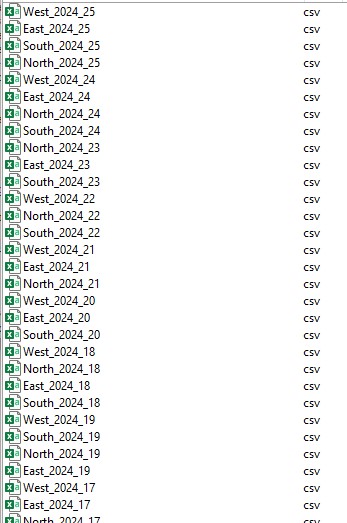 West_2024_25 csv
East_2024_25 csv
South_2024_25 csv
North_2024_25 csv
West_2024_24 csv
East_2024_24 csv
North_2024_24 csv
South_2024_24 csv
North_2024_23 csv
East_2024_23 csv
South_2024_23 csv
West_2024_22 csv
North_2024_22 csv
South_2024_22 csv
West_2024_21 csv
East_2024_21 csv
North_2024_21 csv
West_2024_20 csv
East_2024_20 csv
South_2024_20 csv
West_2024_18 csv
North_2024_18 csv
East_2024_18 csv
South_2024_18 csv
West_2024_19 csv
South_2024_19 csv
North_2024_19 csv
East_2024_19 csv
West_2024_17 csv
East_2024_17 csv
North_2024_17 csv